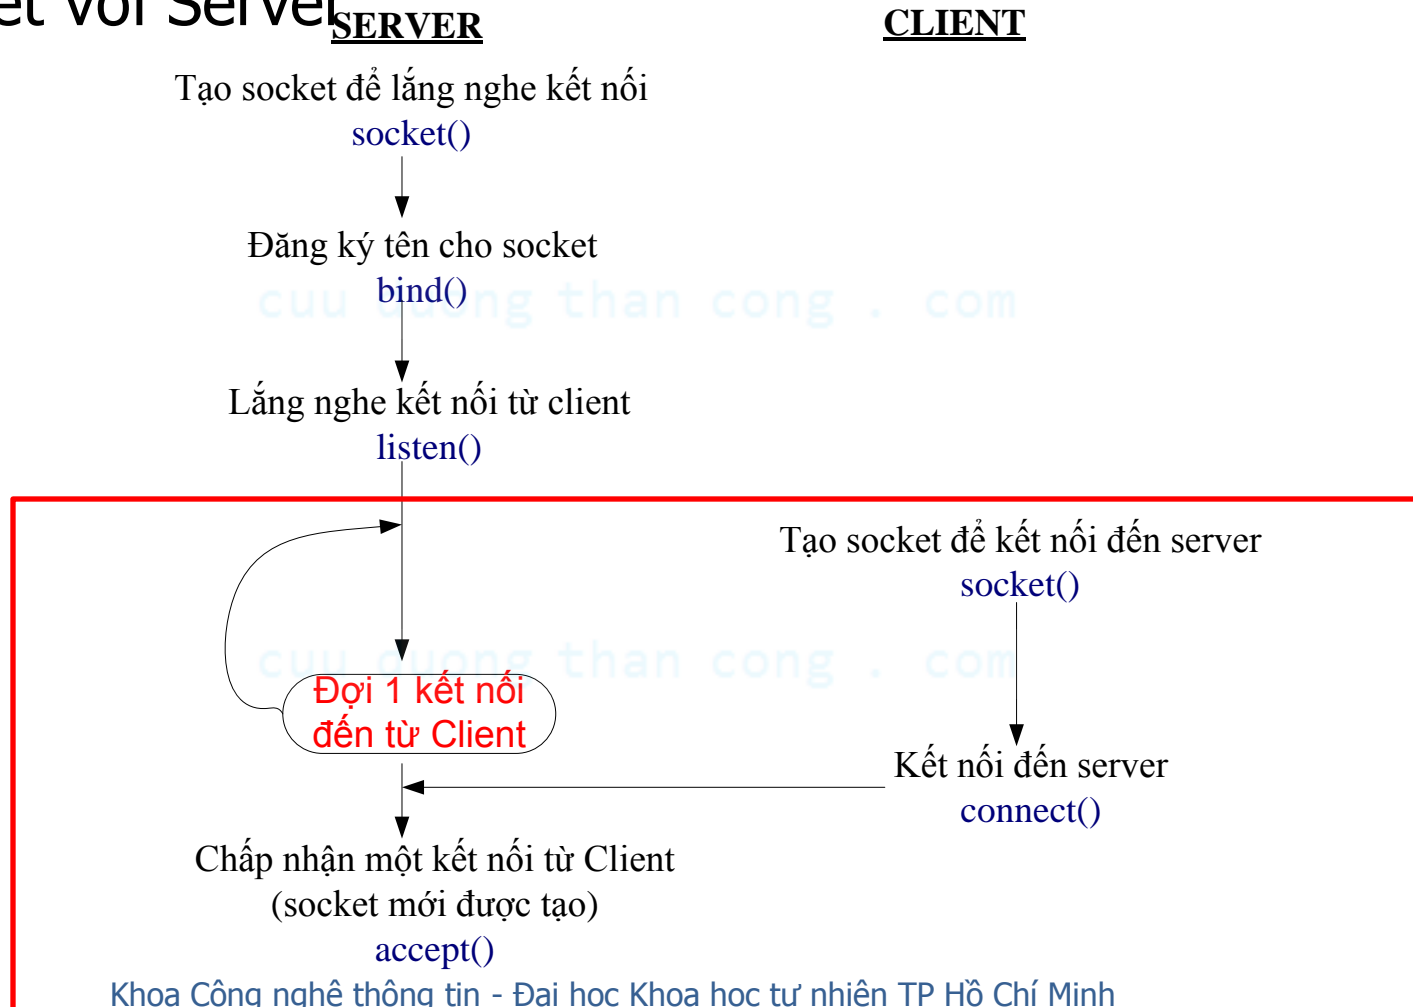 et với Server
SERVER
CLIENT
Tạo socket để lắng nghe kết nối
socket()
Đăng ký tên cho socket
bind()
cuu duong than cong . com
Lắng nghe kết nối từ client
listen()
Tạo socket để kết nối đến server
socket()
cuu duong than cong . com
Đợi 1 kết nối
đến từ Client
Kết nối đến server
connect()
Chấp nhận một kết nối từ Client
(socket mới được tạo)
accept()
Khoa Công nghệ thông tin - Đại học Khoa học tự nhiên TP Hồ Chí Minh